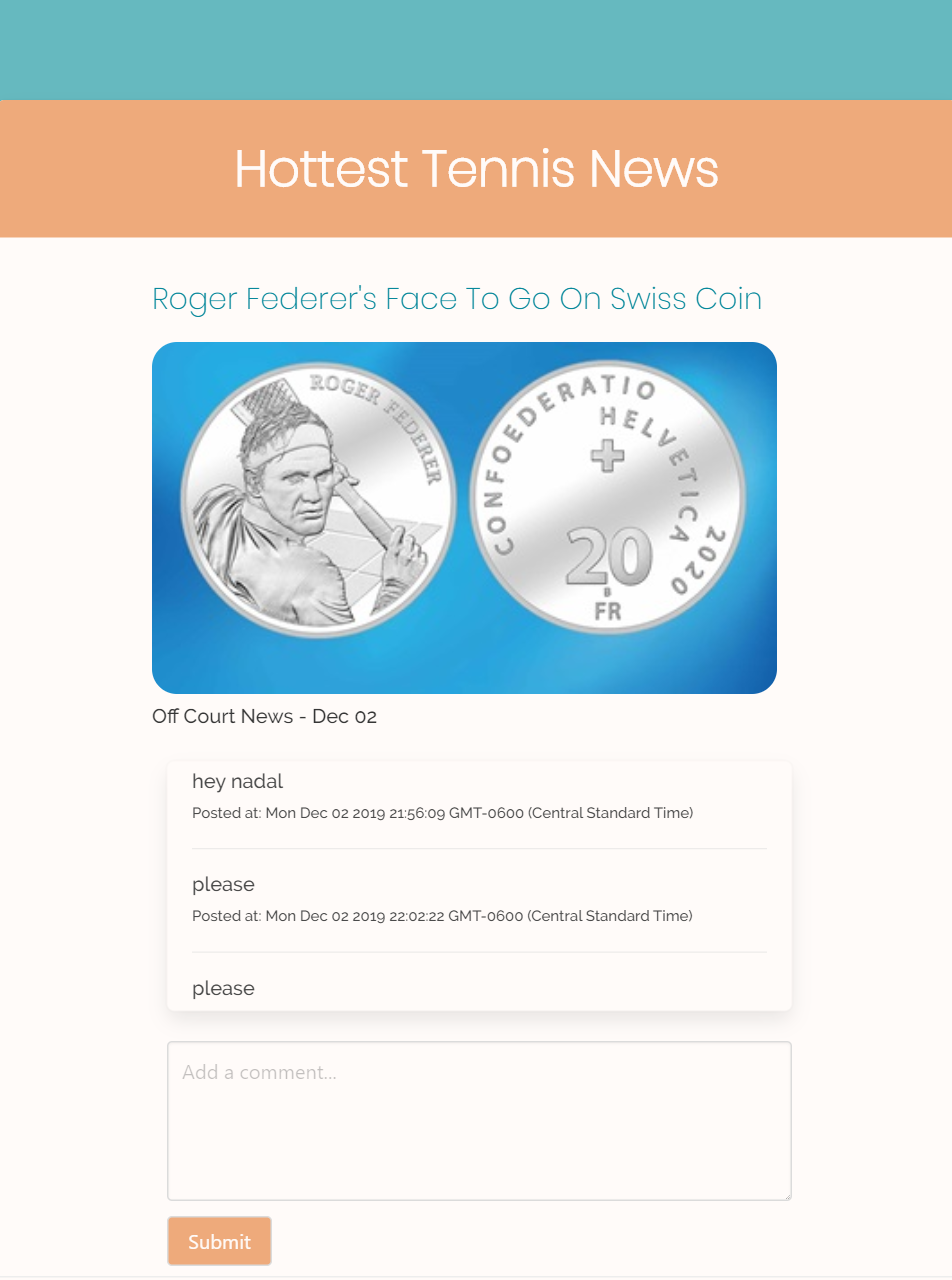 Hottest Tennis News
Roger Federer's Face To Go On Swiss Coin
ROGER FEDERER
CONFOEDERATIO
HELVETICA 2020
20
B
FR
Off Court News - Dec 02
hey nadal
Posted at: Mon Dec 02 2019 21:56:09 GMT-0600 (Central Standard Time)
please
Posted at: Mon Dec 02 2019 22:02:22 GMT-0600 (Central Standard Time)
please
Add a comment...
Submit